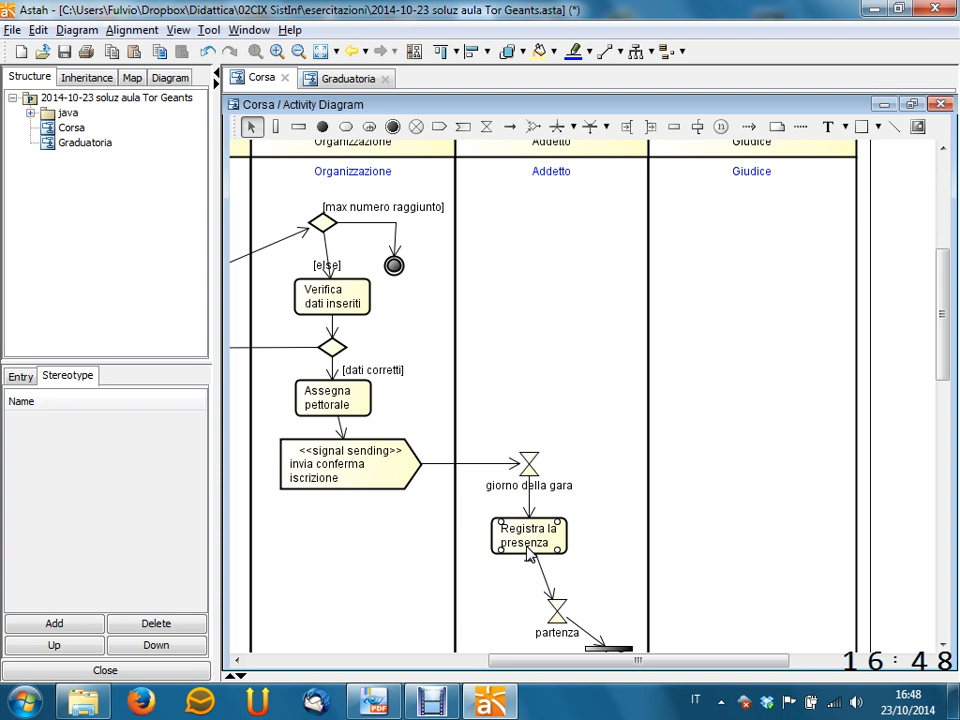 Astah - [C:\Users\Fulvio\Dropbox\Didattica\02CIX SistInf\esercitazioni\2014-10-23 soluz aula Tor Geants.asta] (*)
File Edit Diagram Alignment View Tool Window Help
Structure Inheritance Map Diagram
Corsa Graduatoria
2014-10-23 soluz aula Tor Geants
java
Corsa
Graduatoria
Corsa / Activity Diagram
T
Organizzazione Addetto Giudice
Organizzazione Addetto Giudice
[max numero raggiunto]
[else]
Verifica
dati inseriti
[dati corretti]
Assegna
pettorale
<<signal sending>>
invia conferma
iscrizione
giorno della gara
Registra la
presenza
partenza
Entry Stereotype
Name
Add Delete
Up Down
Close
16:48
IT
16:48
23/10/2014